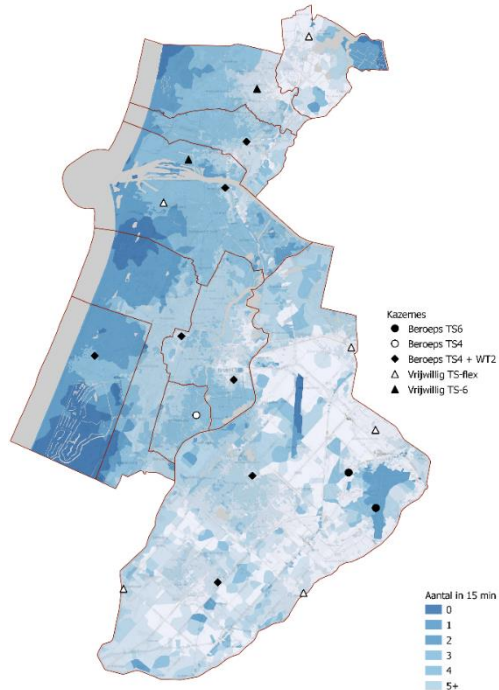 Kazernes
Beroeps TS6
Beroeps TS4
Beroeps TS4 + WT2
Vrijwillig TS-flex
Vrijwillig TS-6
Aantal in 15 min
0
1
2
3
4
5+